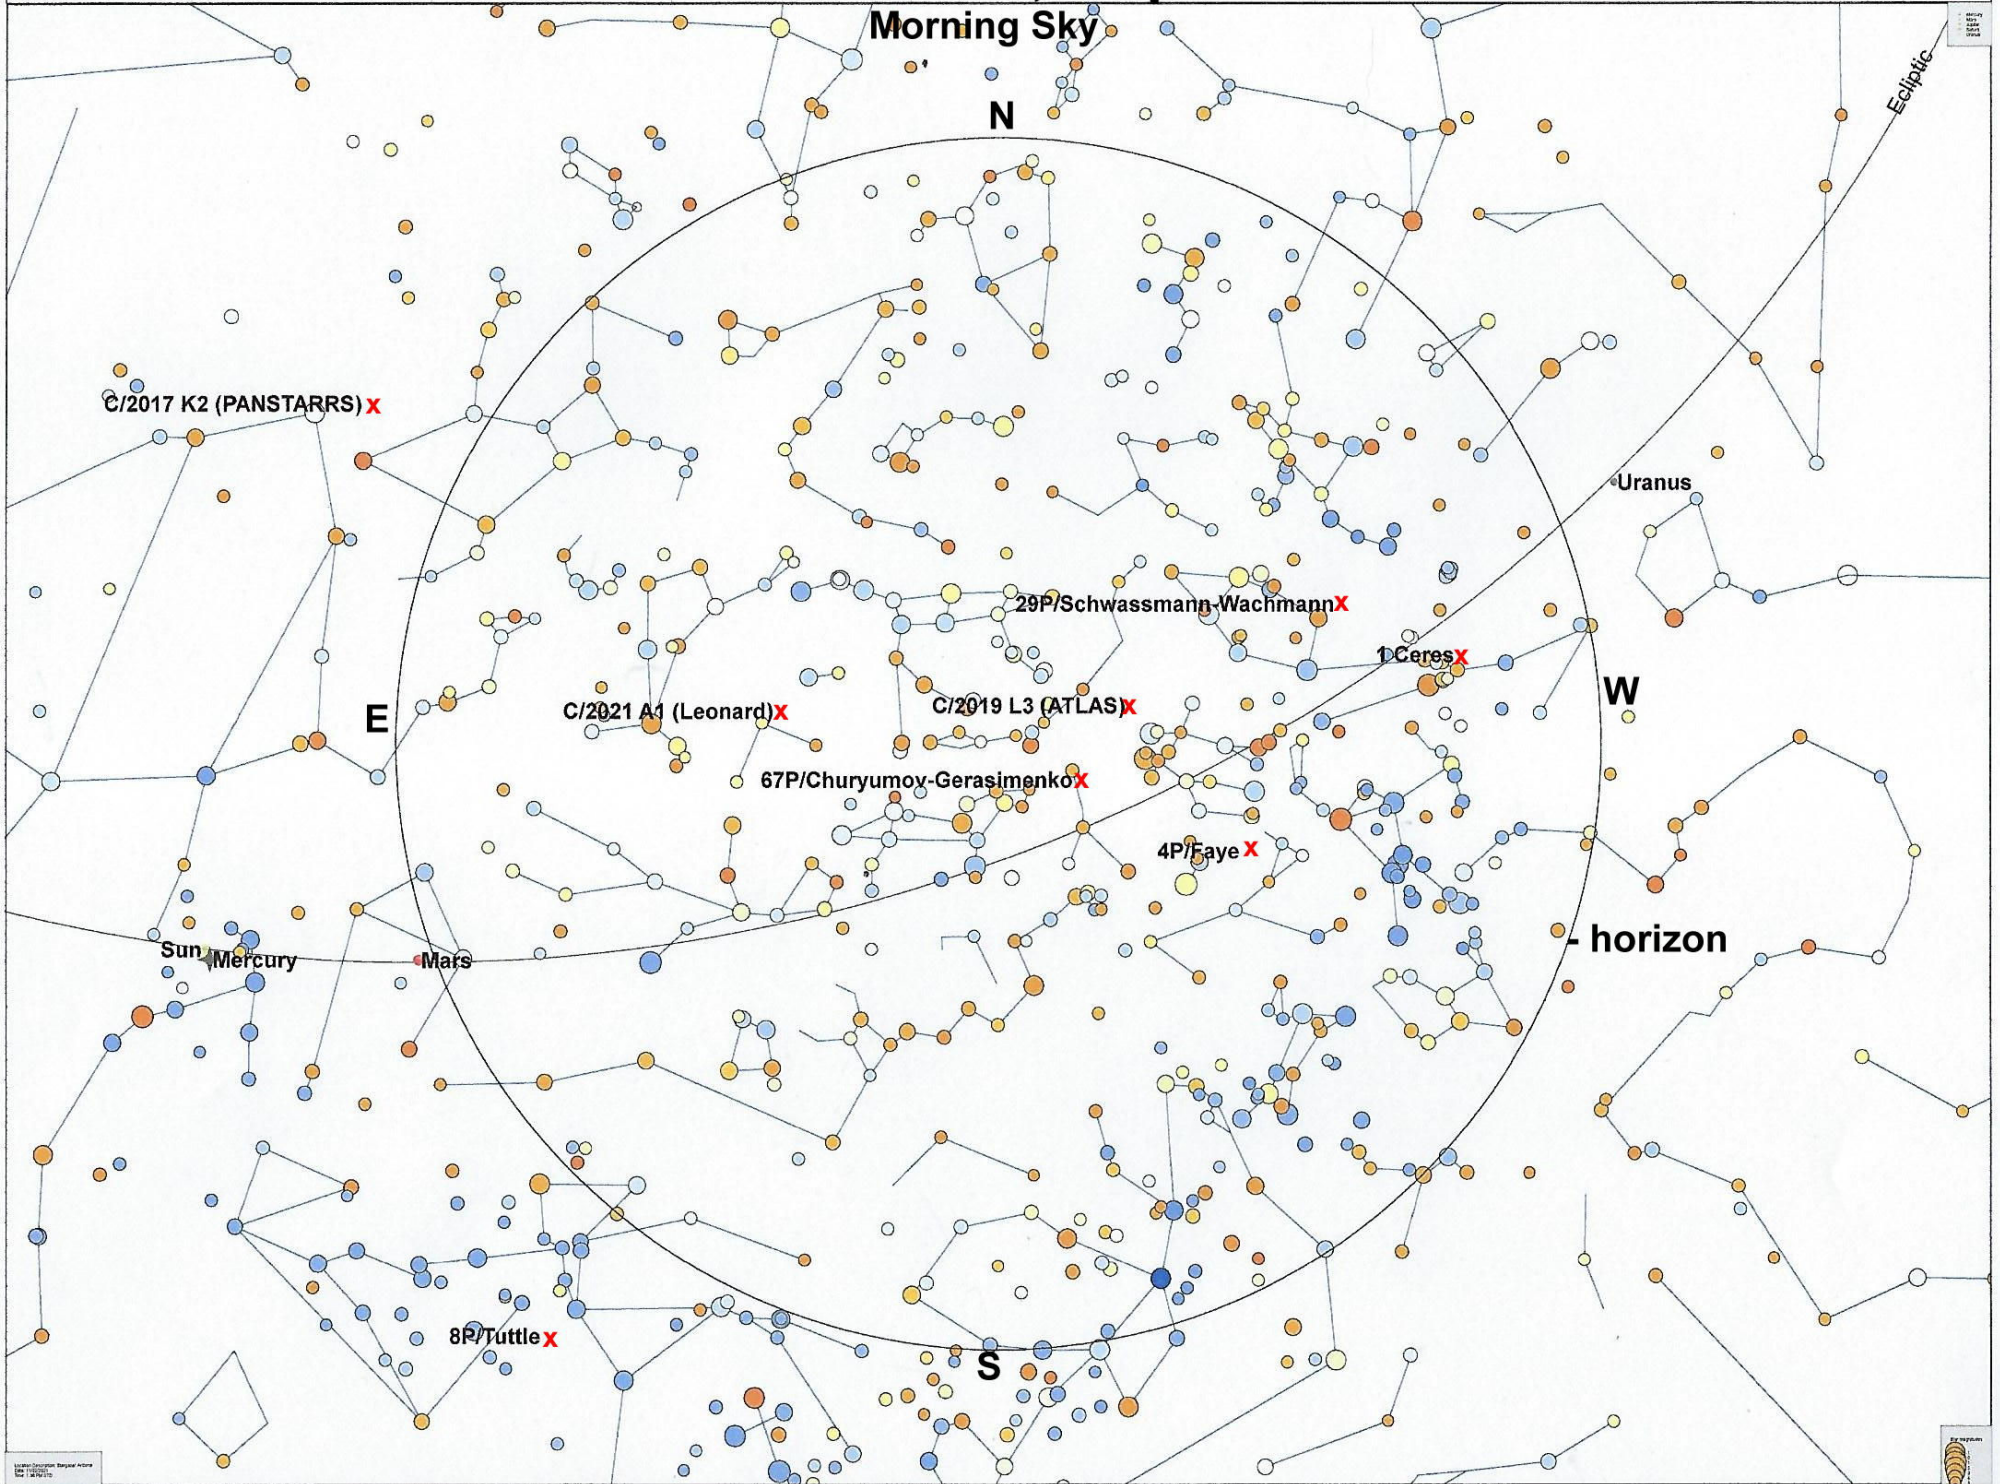 Morning Sky
Ecliptic
N
C/2017 K2 (PANSTARRS) x
Uranus
29P/Schwassmann-Wachmann x
1 Ceres x
E
C/2021 A1 (Leonard) x
C/2019 L3 (ATLAS) x
W
67P/Churyumov-Gerasimenko x
4P/Faye x
Sun
Mercury
Mars
- horizon
8P/Tuttle x
S